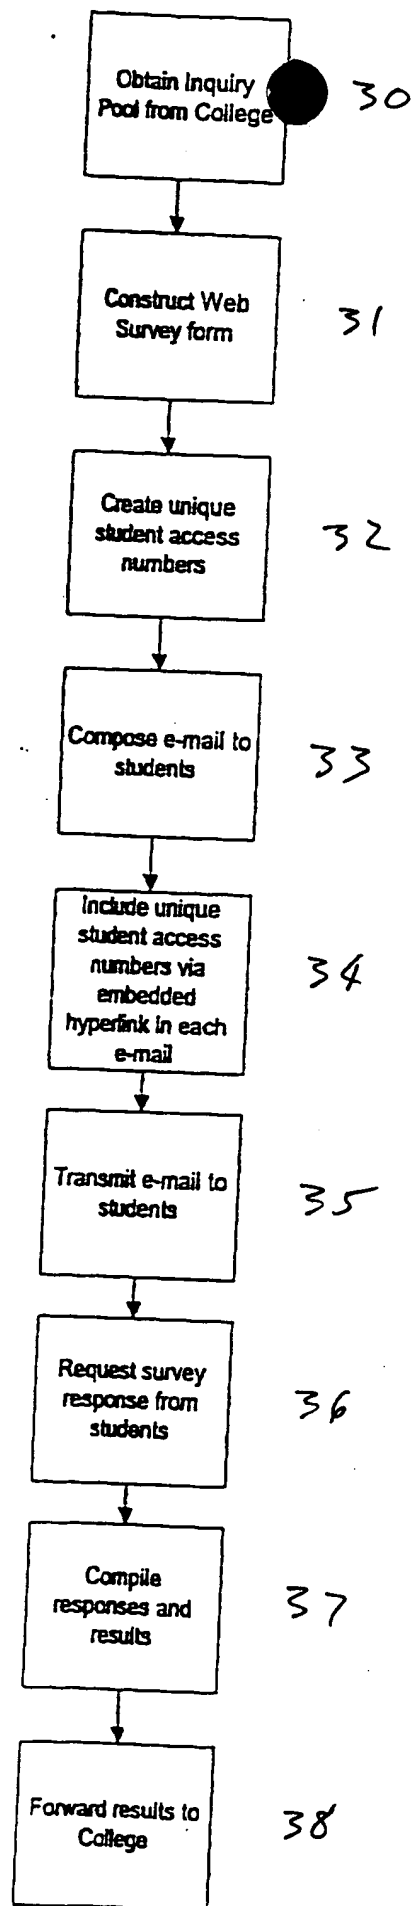 Obtain Inquiry
Pool from College
30
Construct Web
Survey form
31
Create unique
student access
numbers
32
Compose e-mail to
students
33
Include unique
student access
numbers via
embedded
hyperlink in each
e-mail
34
Transmit e-mail to
students
35
Request survey
response from
students
36
Compile
responses and
results
37
Forward results to
College
38